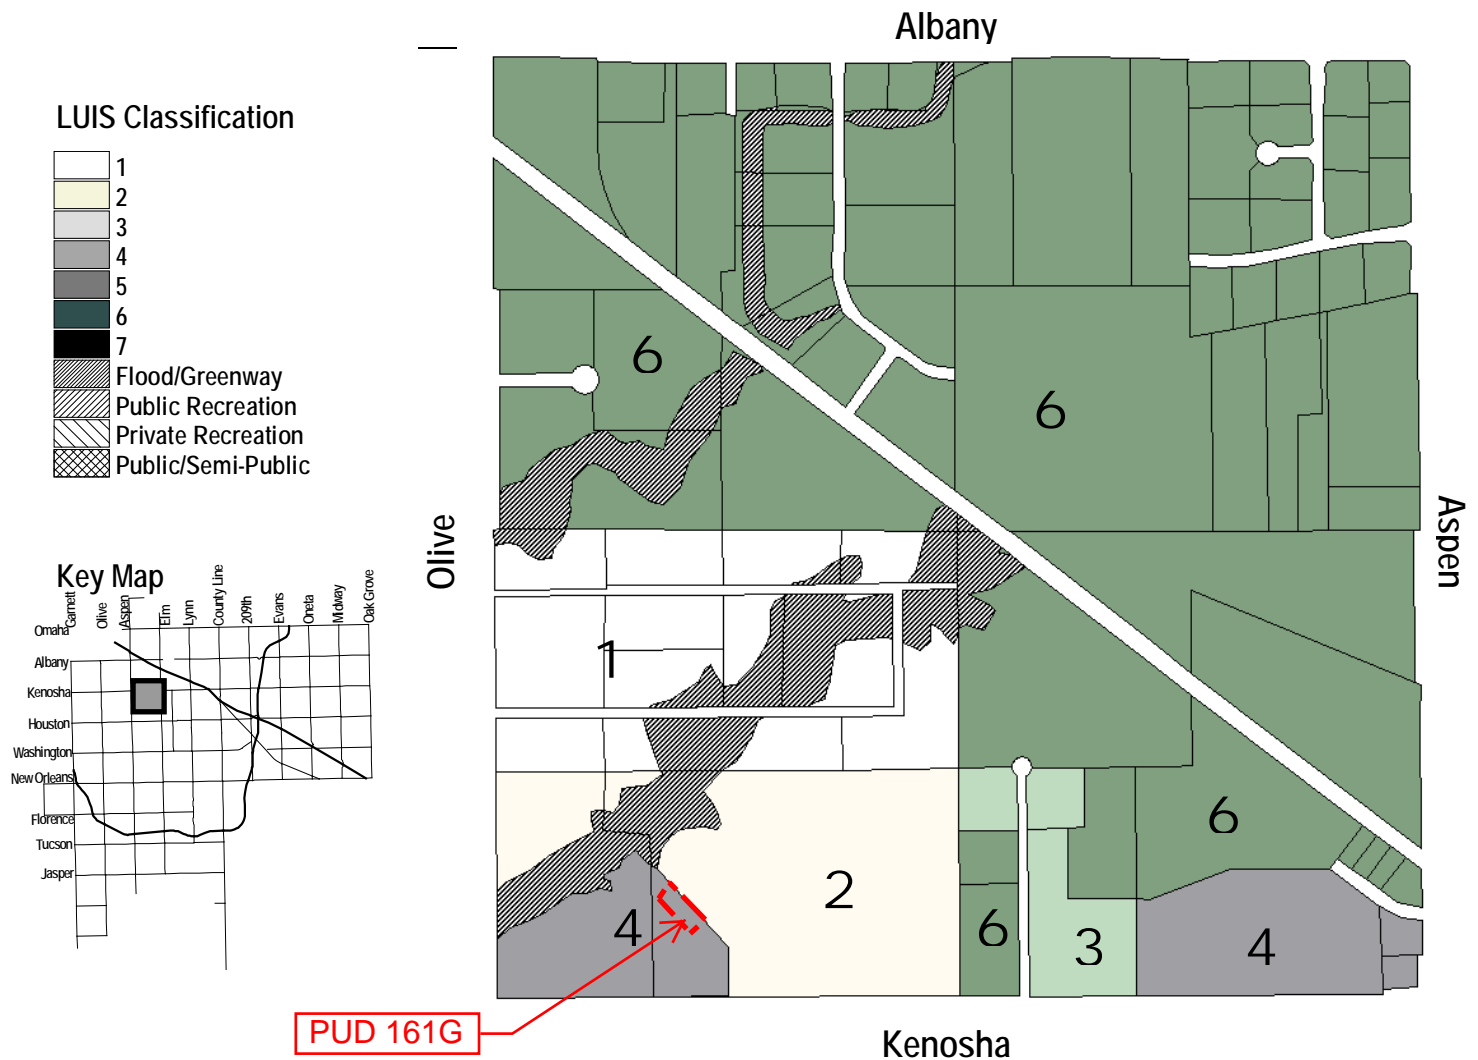 Albany
LUIS Classification
1
2
3
4
5
6
7
Flood/Greenway
Public Recreation
Private Recreation
Public/Semi-Public
Olive
Aspen
Kenosha
6
6
1
6
2
4
6
3
4
PUD 161G
Key Map
Garnett
Olive
Aspen
Elm
Lynn
County Line
209th
Evans
Oneta
Midway
Oak Grove
Omaha
Albany
Kenosha
Houston
Washington
New Orleans
Florence
Tucson
Jasper